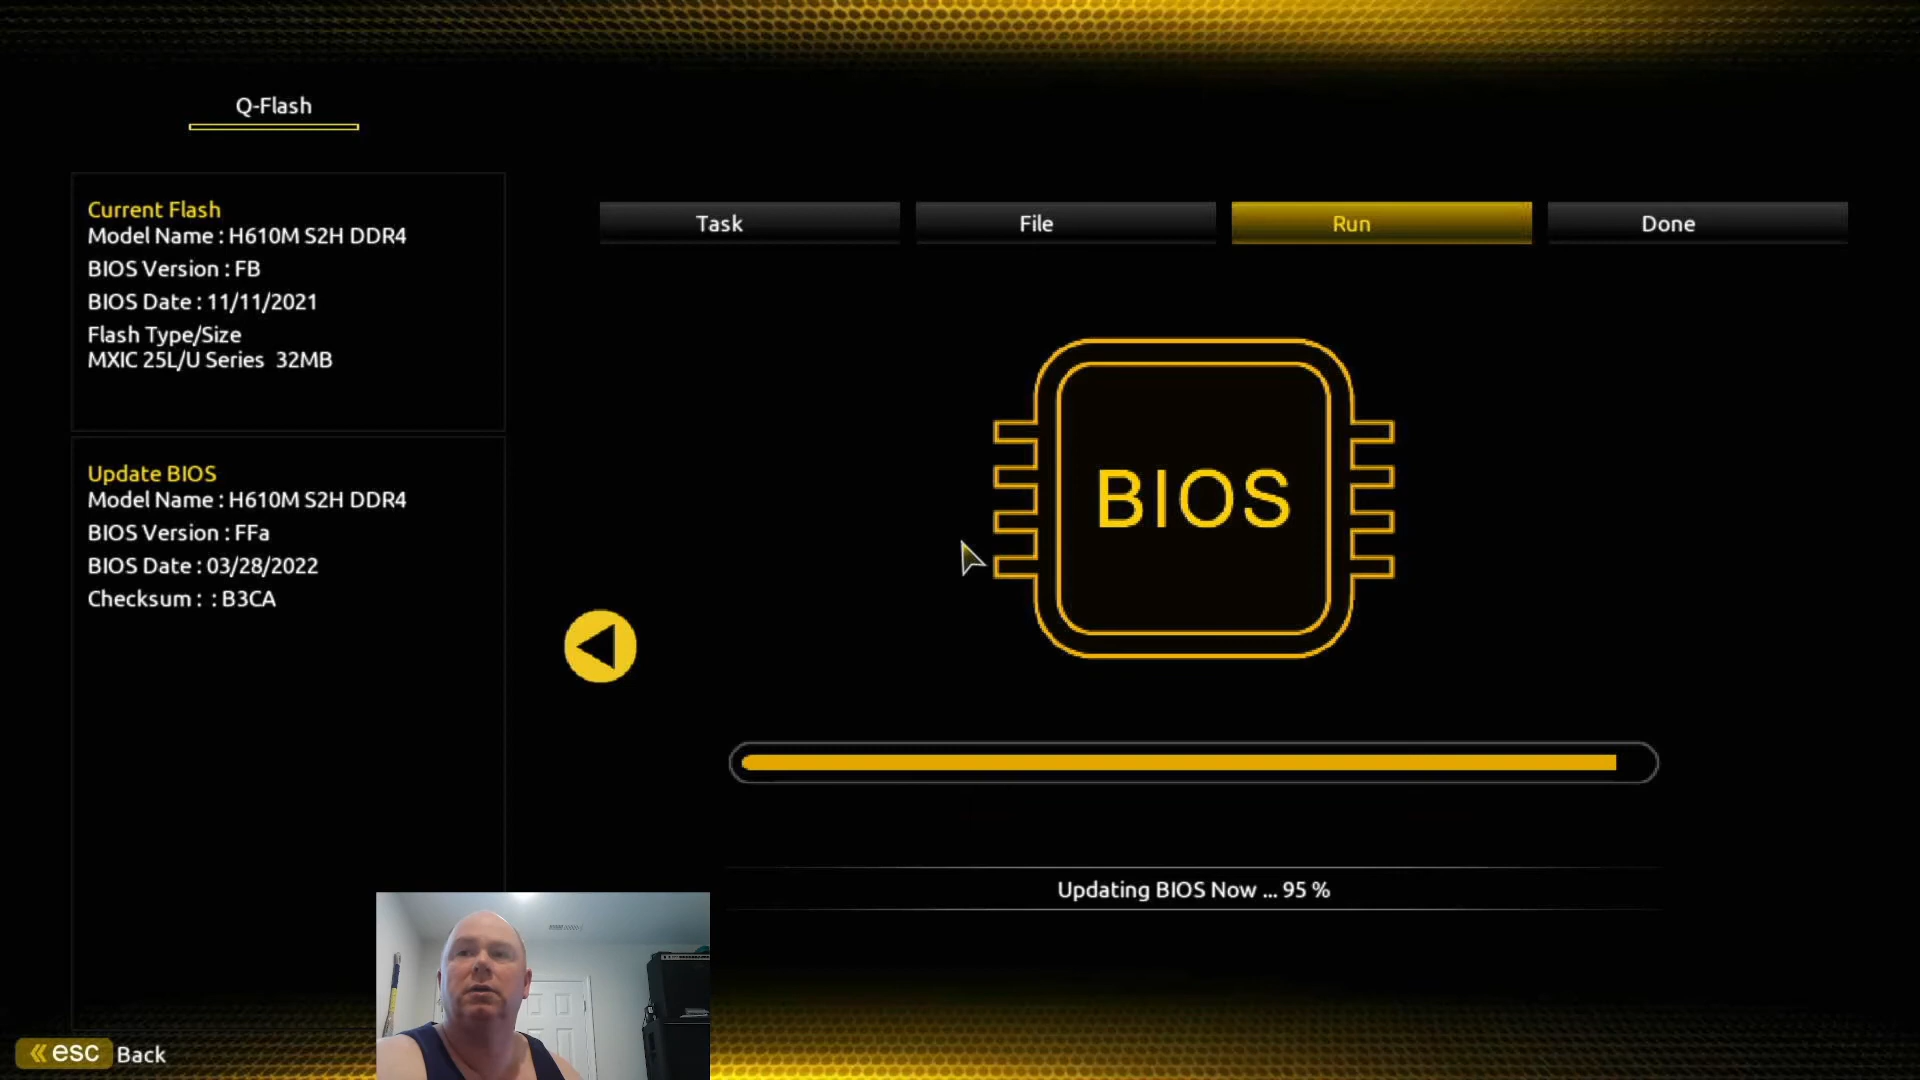 Q-Flash
Current Flash
Model Name : H610M S2H DDR4
BIOS Version : FB
BIOS Date : 11/11/2021
Flash Type/Size
MXIC 25L/U Series 32MB
Update BIOS
Model Name : H610M S2H DDR4
BIOS Version : FFa
BIOS Date : 03/28/2022
Checksum : : B3CA
Task
File
Run
Done
BIOS
Updating BIOS Now ... 95 %
esc Back